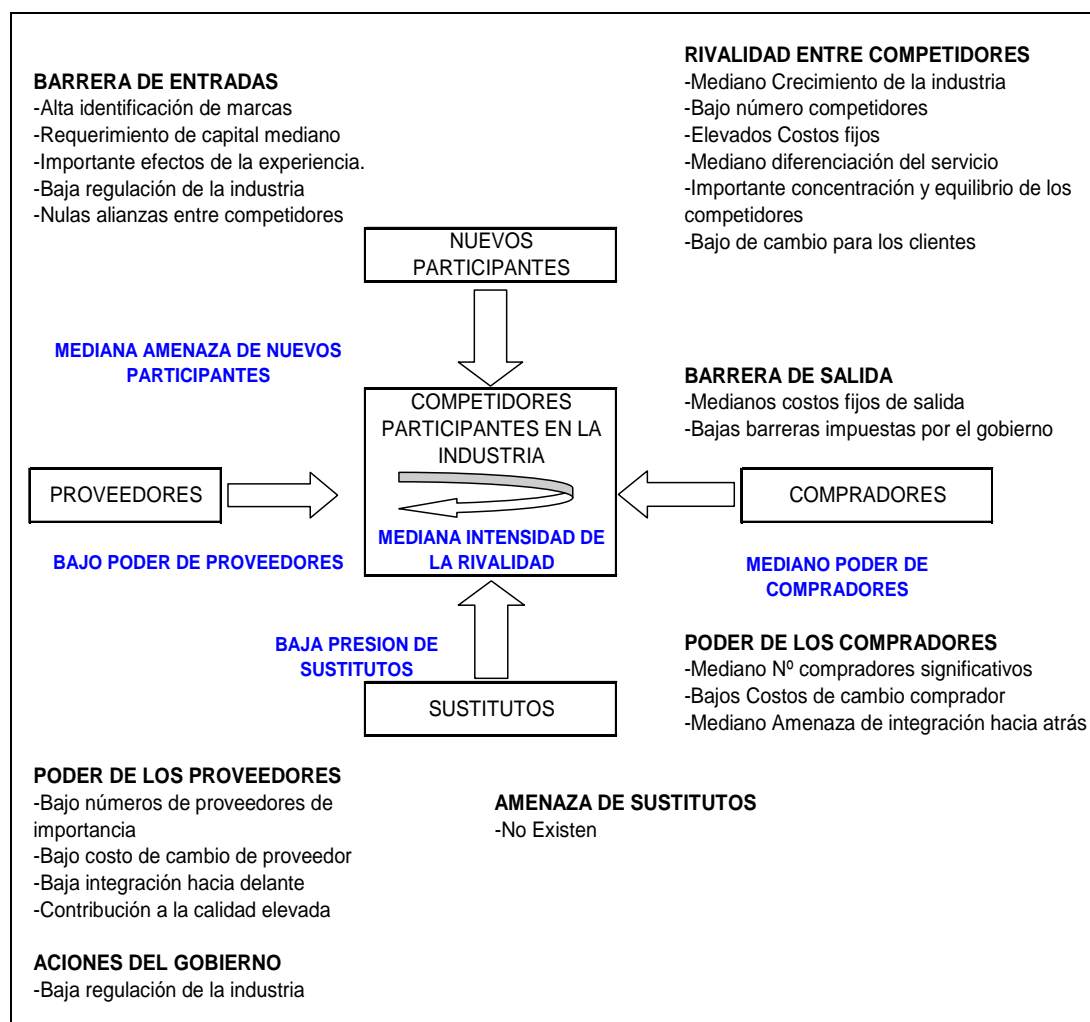 BARRERA DE ENTRADAS
-Alta identificación de marcas
-Requerimiento de capital mediano
-Importante efectos de la experiencia.
-Baja regulación de la industria
-Nulas alianzas entre competidores
RIVALIDAD ENTRE COMPETIDORES
-Mediano Crecimiento de la industria
-Bajo número competidores
-Elevados Costos fijos
-Mediano diferenciación del servicio
-Importante concentración y equilibrio de los
competidores
-Bajo de cambio para los clientes
NUEVOS
PARTICIPANTES
MEDIANA AMENAZA DE NUEVOS
PARTICIPANTES
BARRERA DE SALIDA
-Medianos costos fijos de salida
-Bajas barreras impuestas por el gobierno
COMPETIDORES
PARTICIPANTES EN LA
INDUSTRIA
MEDIANA INTENSIDAD DE
LA RIVALIDAD
PROVEEDORES
COMPRADORES
BAJO PODER DE PROVEEDORES
MEDIANO PODER DE
COMPRADORES
BAJA PRESION DE
SUSTITUTOS
SUSTITUTOS
PODER DE LOS COMPRADORES
-Mediano Nº compradores significativos
-Bajos Costos de cambio comprador
-Mediano Amenaza de integración hacia atrás
PODER DE LOS PROVEEDORES
-Bajo números de proveedores de
importancia
-Bajo costo de cambio de proveedor
-Baja integración hacia delante
-Contribución a la calidad elevada
AMENAZA DE SUSTITUTOS
-No Existen
ACIONES DEL GOBIERNO
-Baja regulación de la industria